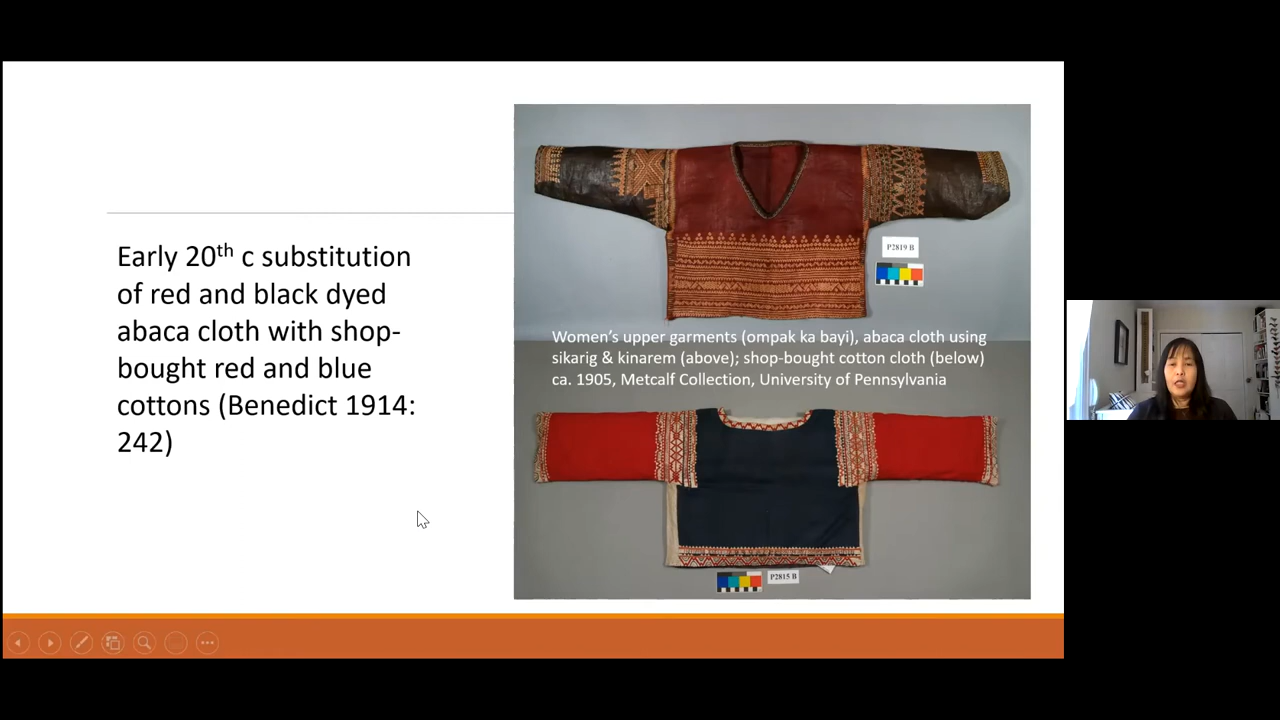 Early 20th c substitution
of red and black dyed
abaca cloth with shop-
bought red and blue
cottons (Benedict 1914:
242)
P2819 B
Women's upper garments (ompak ka bayi), abaca cloth using
sikarig & kinarem (above); shop-bought cotton cloth (below)
ca. 1905, Metcalf Collection, University of Pennsylvania
P2815 B